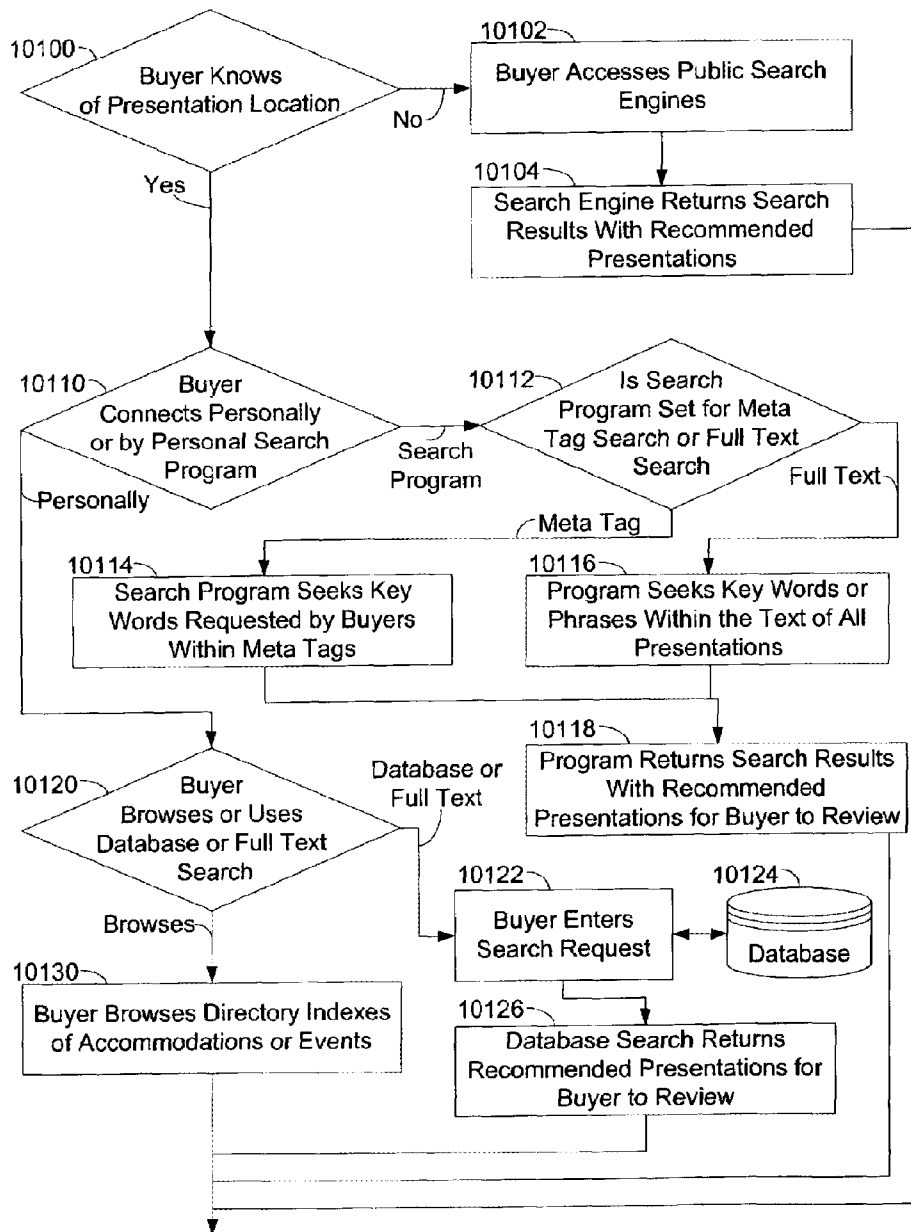 10100
Buyer Knows
of Presentation Location
No
Yes
10102
Buyer Accesses Public Search
Engines
10104
Search Engine Returns Search
Results With Recommended
Presentations
10110
Buyer
Connects Personally
or by Personal Search
Program
Search
Program
Personally
10112
Is Search
Program Set for Meta
Tag Search or Full Text
Search
Full Text
Meta Tag
10114
Search Program Seeks Key
Words Requested by Buyers
Within Meta Tags
10116
Program Seeks Key Words or
Phrases Within the Text of All
Presentations
10118
Program Returns Search Results
With Recommended
Presentations for Buyer to Review
10120
Buyer
Browses or Uses
Database or Full Text
Search
Database or
Full Text
Browses
10122
Buyer Enters
Search Request
10124
Database
10126
Database Search Returns
Recommended Presentations for
Buyer to Review
10130
Buyer Browses Directory Indexes
of Accommodations or Events